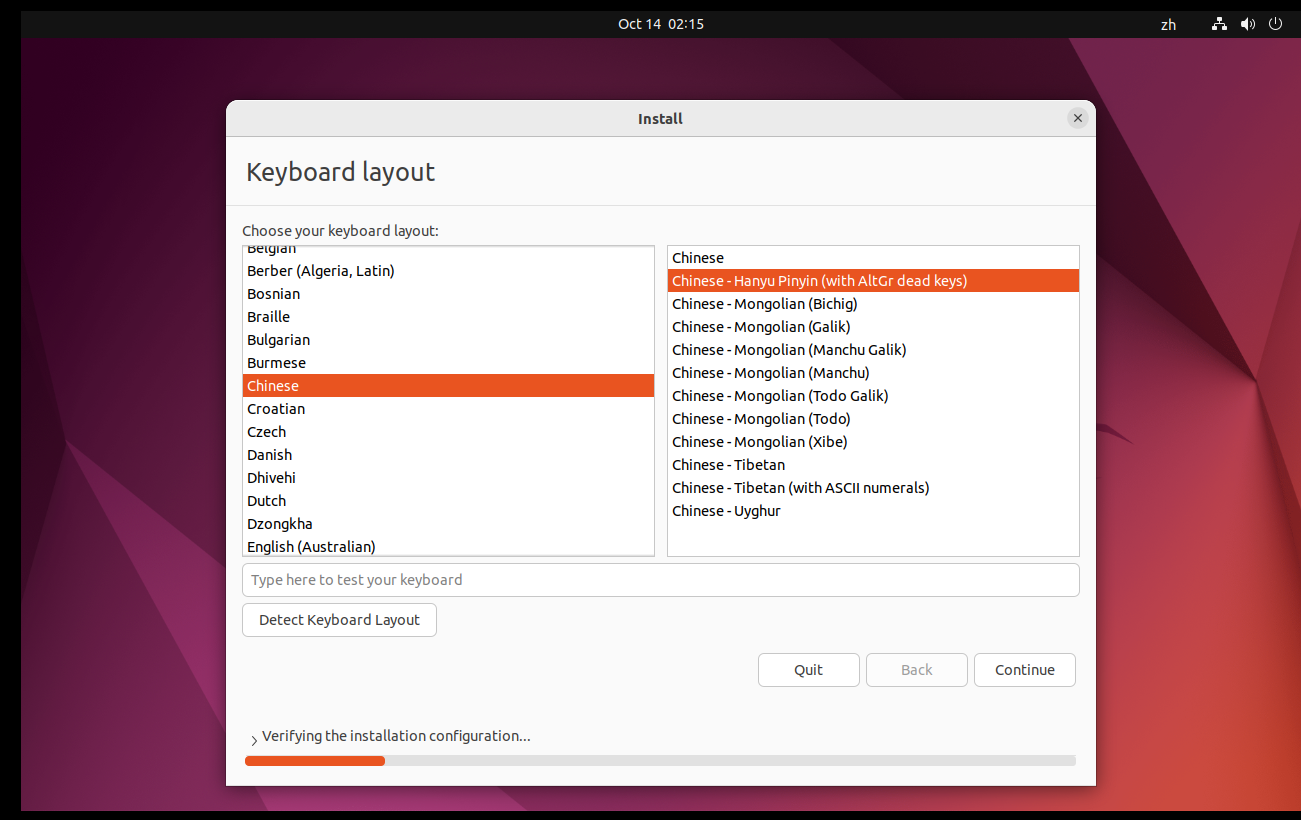 Oct 14 02:15
zh
Install
Keyboard layout
Choose your keyboard layout:
Belgian
Berber (Algeria, Latin)
Bosnian
Braille
Bulgarian
Burmese
Chinese
Croatian
Czech
Danish
Dhivehi
Dutch
Dzongkha
English (Australian)
Chinese
Chinese - Hanyu Pinyin (with AltGr dead keys)
Chinese - Mongolian (Bichig)
Chinese - Mongolian (Galik)
Chinese - Mongolian (Manchu Galik)
Chinese - Mongolian (Manchu)
Chinese - Mongolian (Todo Galik)
Chinese - Mongolian (Todo)
Chinese - Mongolian (Xibe)
Chinese - Tibetan
Chinese - Tibetan (with ASCII numerals)
Chinese - Uyghur
Type here to test your keyboard
Detect Keyboard Layout
Quit
Back
Continue
Verifying the installation configuration...